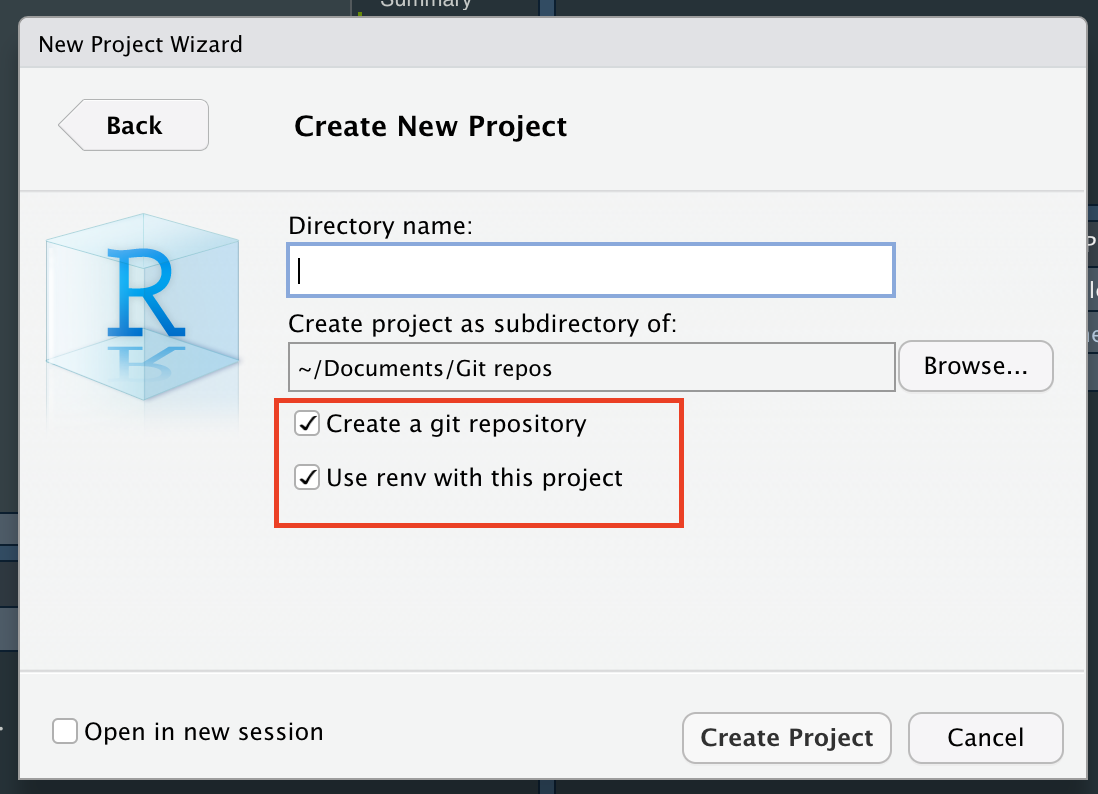 Summary
New Project Wizard
Back
Create New Project
R
Directory name:
Create project as subdirectory of:
~/Documents/Git repos
Browse...
Create a git repository
Use renv with this project
Open in new session
Create Project
Cancel